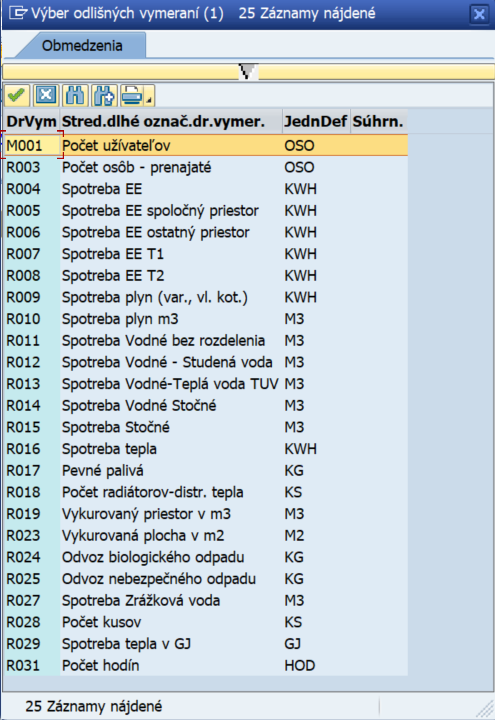 Výber odlišných vymeraní (1) 25 Záznamy nájdené
Obmedzenia
DrVym Stred.dlhé označ.dr.vymer. JednDef Súhrn.
M001 Počet užívateľov OSO
R003 Počet osôb - prenajaté OSO
R004 Spotreba EE KWH
R005 Spotreba EE spoločný priestor KWH
R006 Spotreba EE ostatný priestor KWH
R007 Spotreba EE T1 KWH
R008 Spotreba EE T2 KWH
R009 Spotreba plyn (var., vl. kot.) KWH
R010 Spotreba plyn m3 M3
R011 Spotreba Vodné bez rozdelenia M3
R012 Spotreba Vodné - Studená voda M3
R013 Spotreba Vodné-Teplá voda TUV M3
R014 Spotreba Vodné Stočné M3
R015 Spotreba Stočné M3
R016 Spotreba tepla KWH
R017 Pevné palivá KG
R018 Počet radiátorov-distr. tepla KS
R019 Vykurovaný priestor v m3 M3
R023 Vykurovaná plocha v m2 M2
R024 Odvoz biologického odpadu KG
R025 Odvoz nebezpečného odpadu KG
R027 Spotreba Zrážková voda M3
R028 Počet kusov KS
R029 Spotreba tepla v GJ GJ
R031 Počet hodín HOD
25 Záznamy nájdené